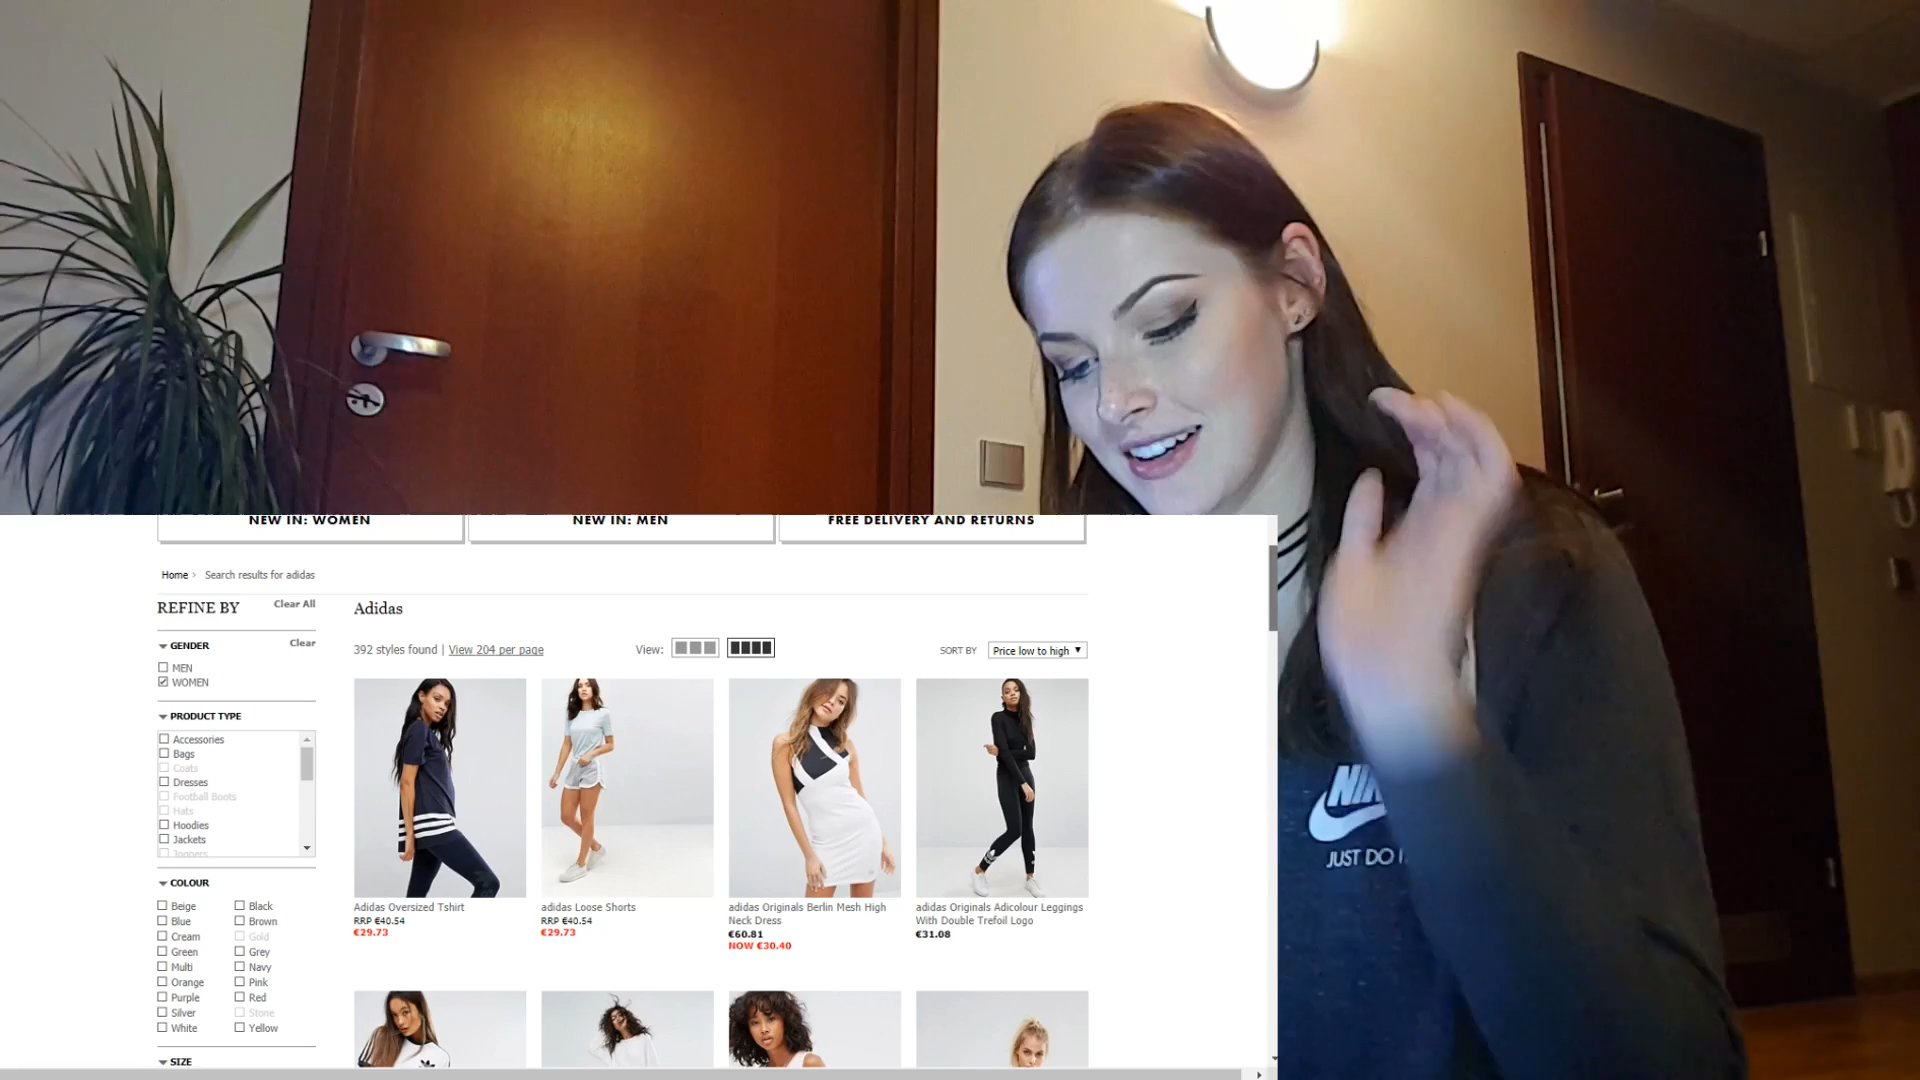 NEW IN: WOMEN
NEW IN: MEN
FREE DELIVERY AND RETURNS
Home › Search results for adidas
REFINE BY
Clear All
GENDER
Clear
MEN
WOMEN
PRODUCT TYPE
Accessories
Bags
Coats
Dresses
Football Boots
Hats
Hoodies
Jackets
Joggers
COLOUR
Beige
Black
Blue
Brown
Cream
Gold
Green
Grey
Multi
Navy
Orange
Pink
Purple
Red
Silver
Stone
White
Yellow
SIZE
Adidas
392 styles found | View 204 per page
View:
SORT BY
Price low to high
Adidas Oversized Tshirt
RRP €40.54
€29.73
adidas Loose Shorts
RRP €40.54
€29.73
adidas Originals Berlin Mesh High
Neck Dress
€60.81
NOW €30.40
adidas Originals Adicolour Leggings
With Double Trefoil Logo
€31.08
JUST DO